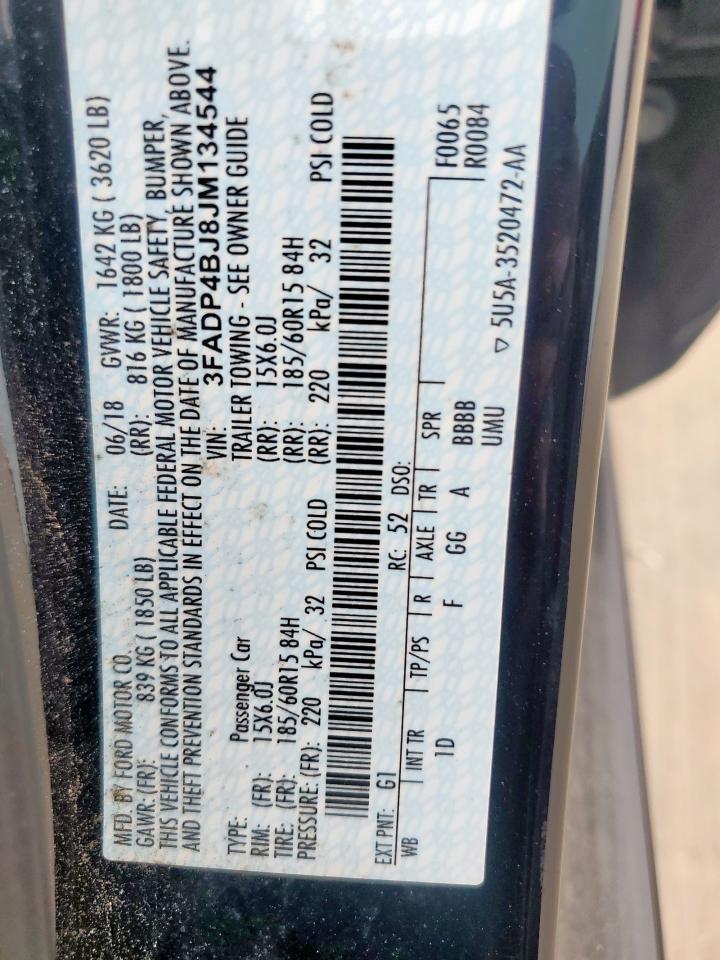 MFD. BY FORD MOTOR CO. DATE: 06/18 GVWR: 1642 KG ( 3620 LB)
GAWR: (FR): 839 KG ( 1850 LB) (RR): 816 KG ( 1800 LB)
THIS VEHICLE CONFORMS TO ALL APPLICABLE FEDERAL MOTOR VEHICLE SAFETY, BUMPER,
AND THEFT PREVENTION STANDARDS IN EFFECT ON THE DATE OF MANUFACTURE SHOWN ABOVE.
VIN: 3FADP4BJ8JM134544
TYPE: Passenger Car TRAILER TOWING - SEE OWNER GUIDE
RIM: (FR): 15X6.0J (RR): 15X6.0J
TIRE: (FR): 185/60R15 84H (RR): 185/60R15 84H
PRESSURE: (FR): 220 kPa/ 32 PSI COLD (RR): 220 kPa/ 32 PSI COLD
EXT PNT: G1 RC: 52 DSO:
WB INT TR TP/PS R AXLE TR SPR F0065
1D F GG A BBBB R0084
UMU
▽ 5U5A-3520472-AA